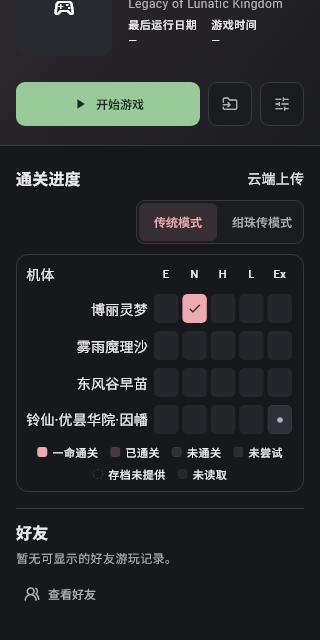 Legacy of Lunatic Kingdom
最后运行日期 游戏时间
— —
开始游戏
通关进度 云端上传
传统模式 绀珠传模式
机体 E N H L Ex
博丽灵梦
雾雨魔理沙
东风谷早苗
铃仙·优昙华院·因幡
一命通关 已通关 未通关 未尝试
存档未提供 未读取
好友
暂无可显示的好友游玩记录。
查看好友